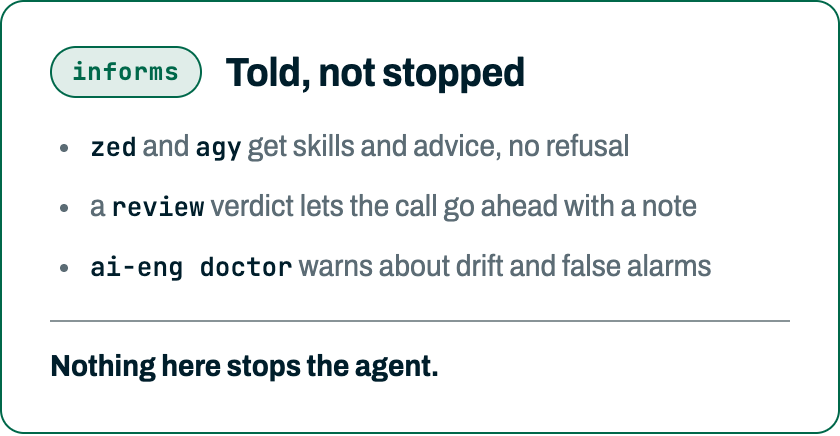 informs
Told, not stopped
• zed and agy get skills and advice, no refusal
• a review verdict lets the call go ahead with a note
• ai-eng doctor warns about drift and false alarms
Nothing here stops the agent.